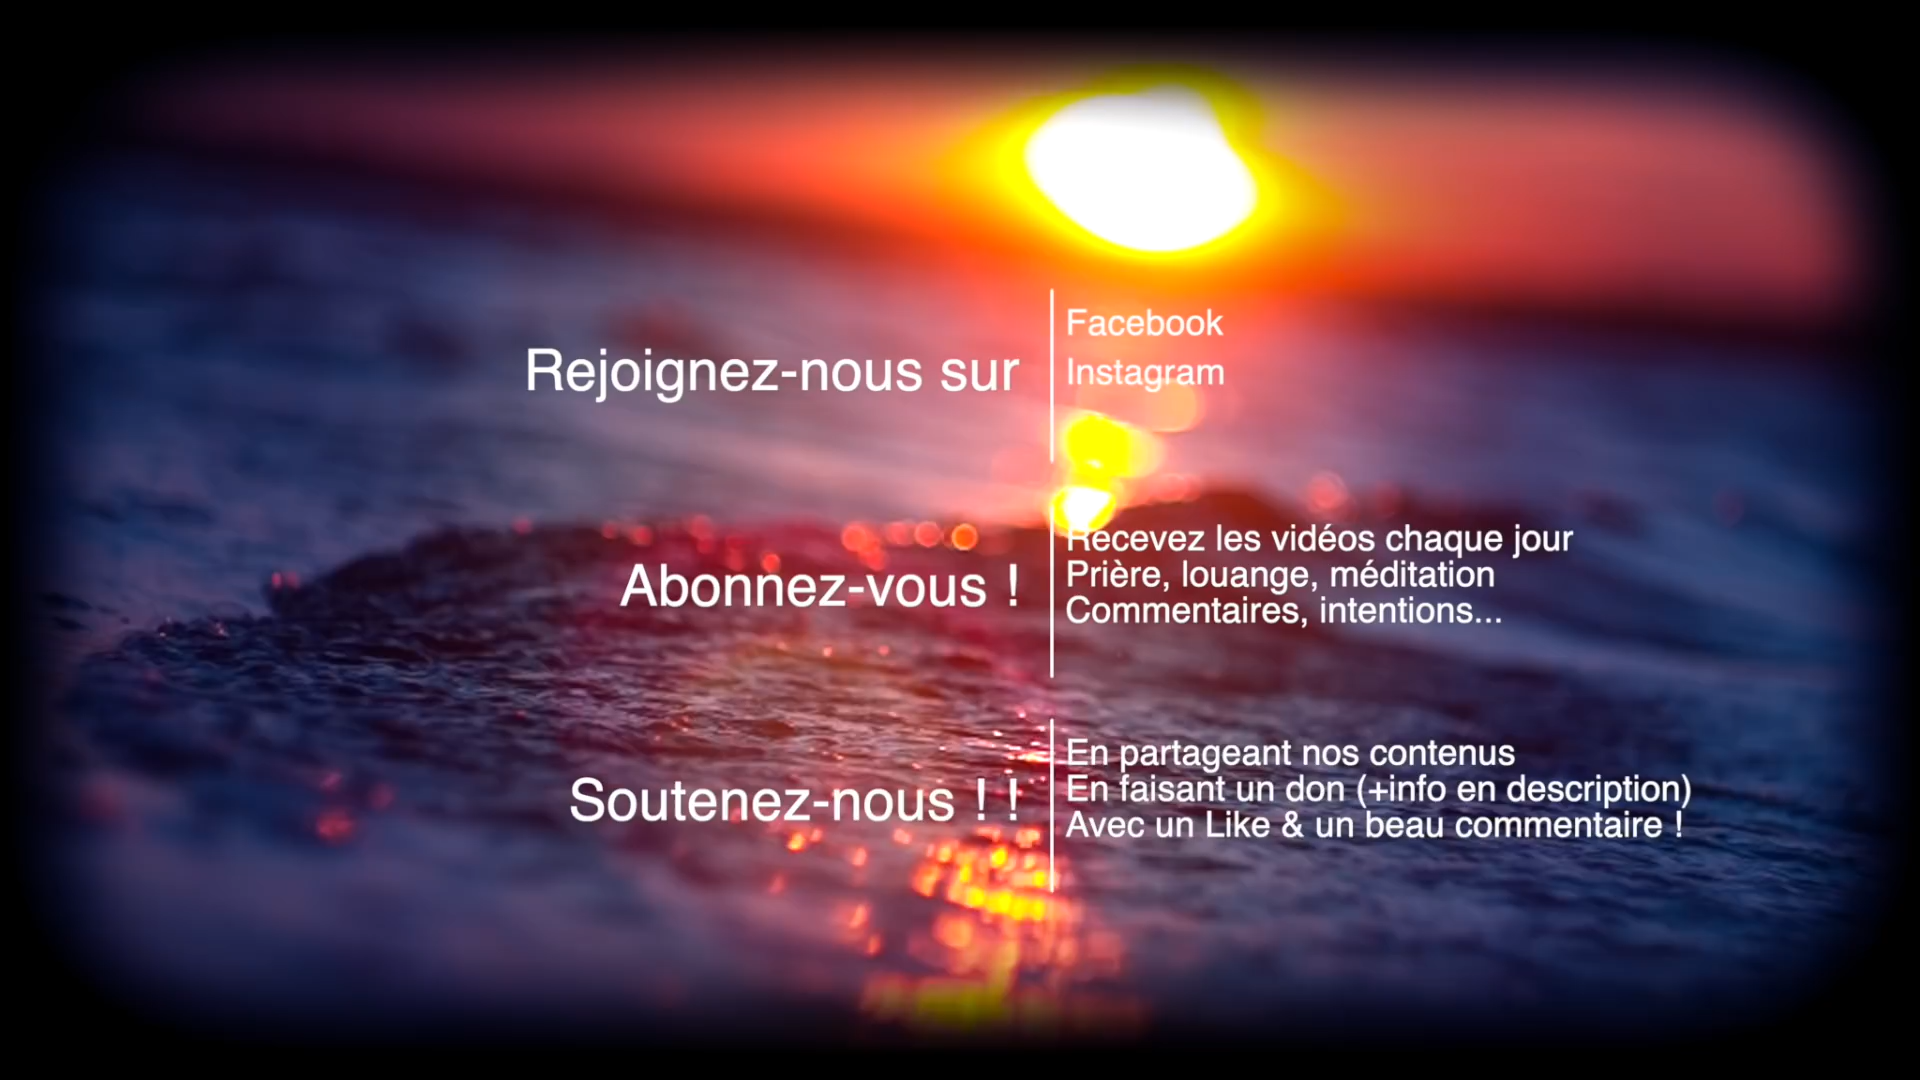 Rejoignez-nous sur
Facebook
Instagram
Abonnez-vous !
Recevez les vidéos chaque jour
Prière, louange, méditation
Commentaires, intentions...
Soutenez-nous ! !
En partageant nos contenus
En faisant un don (+info en description)
Avec un Like & un beau commentaire !